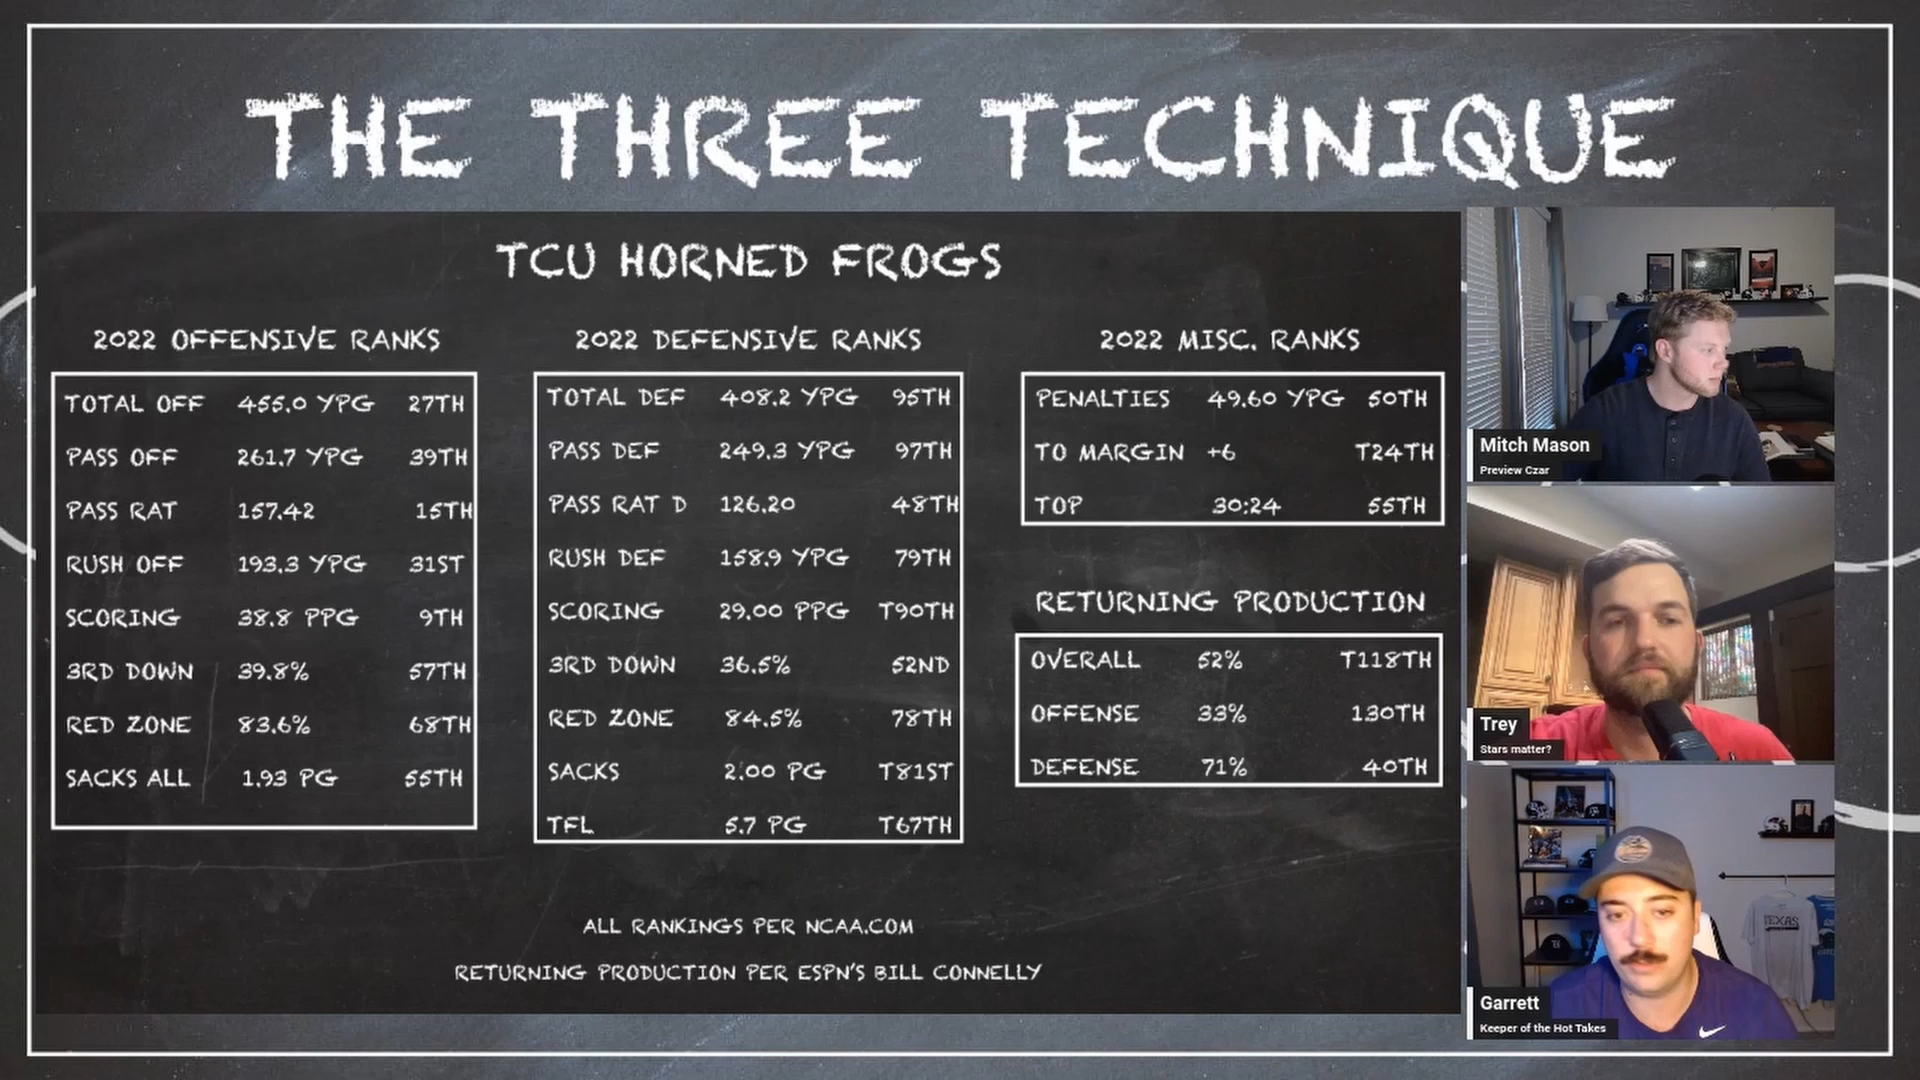 THE THREE TECHNIQUE
TCU HORNED FROGS
2022 OFFENSIVE RANKS
TOTAL OFF 455.0 YPG 27TH
PASS OFF 261.7 YPG 39TH
PASS RAT 157.42 15TH
RUSH OFF 193.3 YPG 31ST
SCORING 38.8 PPG 9TH
3RD DOWN 39.8% 57TH
RED ZONE 83.6% 68TH
SACKS ALL 1.93 PG 55TH
2022 DEFENSIVE RANKS
TOTAL DEF 408.2 YPG 95TH
PASS DEF 249.3 YPG 97TH
PASS RAT D 126.20 48TH
RUSH DEF 158.9 YPG 79TH
SCORING 29.00 PPG T90TH
3RD DOWN 36.5% 52ND
RED ZONE 84.5% 78TH
SACKS 2.00 PG T81ST
TFL 5.7 PG T67TH
2022 MISC. RANKS
PENALTIES 49.60 YPG 50TH
TO MARGIN +6 T24TH
TOP 30:24 55TH
RETURNING PRODUCTION
OVERALL 52% T118TH
OFFENSE 33% 130TH
DEFENSE 71% 40TH
ALL RANKINGS PER NCAA.COM
RETURNING PRODUCTION PER ESPN'S BILL CONNELLY
Mitch Mason
Preview Czar
Trey
Stars matter?
TEXAS
Garrett
Keeper of the Hot Takes